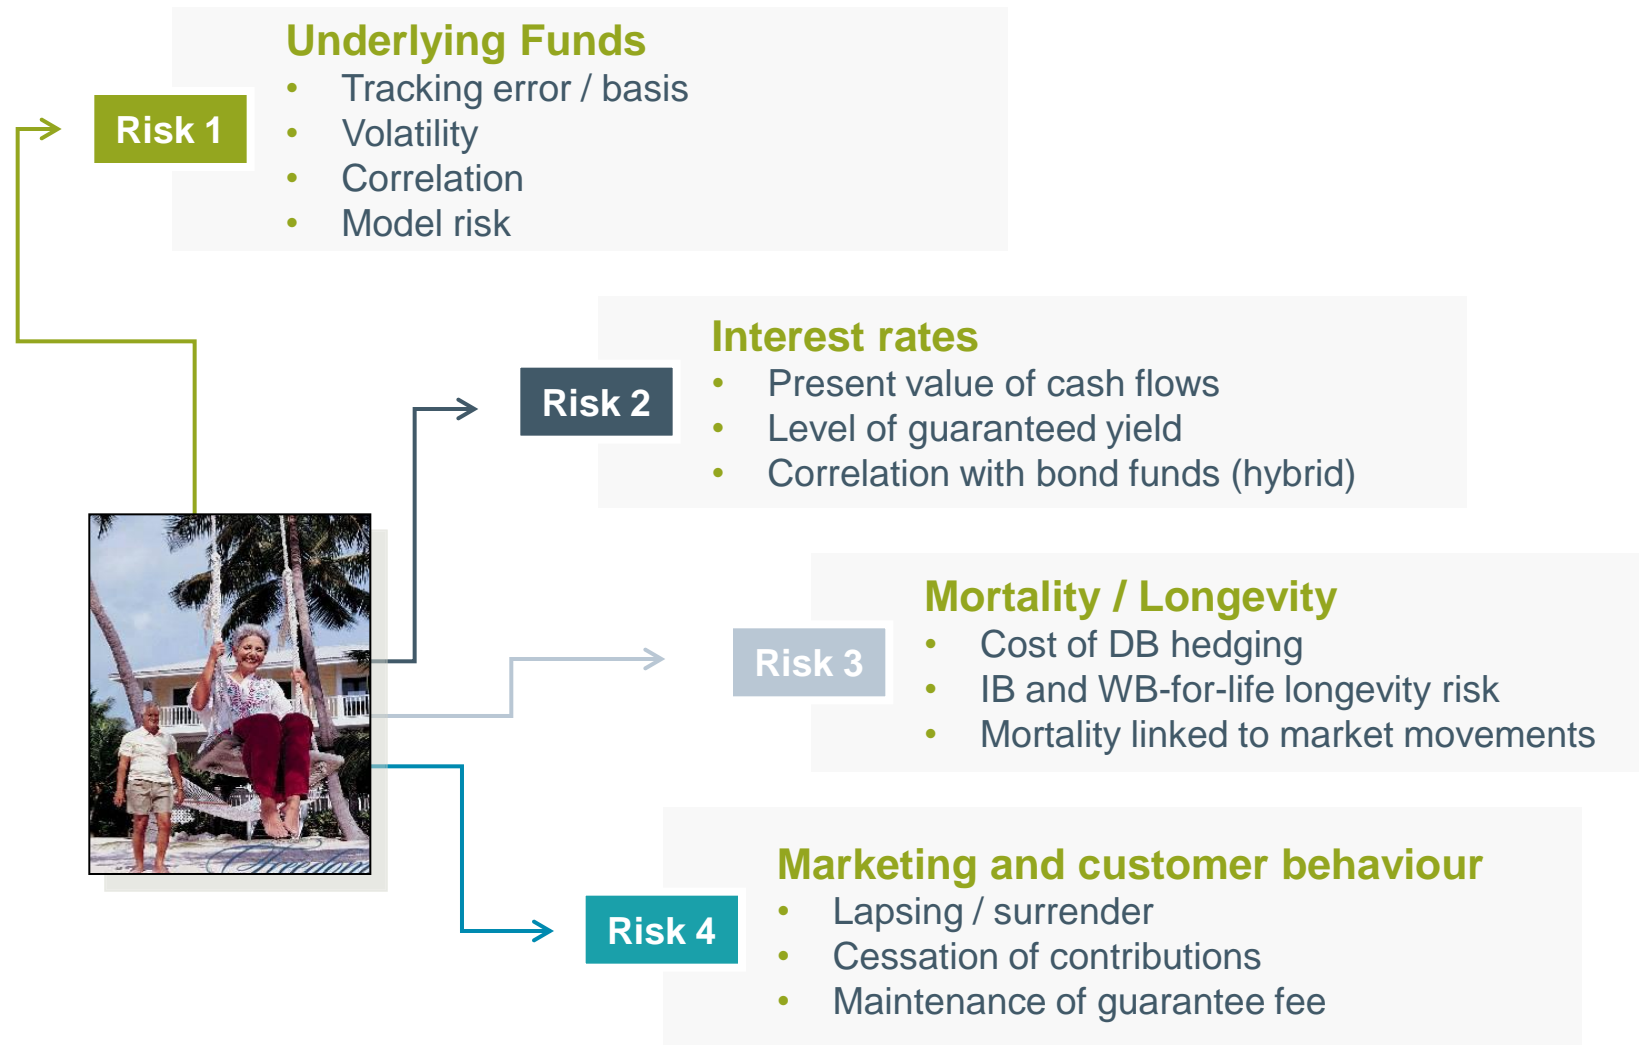 Underlying Funds
• Tracking error / basis
Risk 1
• Volatility
• Correlation
• Model risk
Interest rates
• Present value of cash flows
Risk 2
• Level of guaranteed yield
• Correlation with bond funds (hybrid)
Mortality / Longevity
• Cost of DB hedging
Risk 3
• IB and WB-for-life longevity risk
• Mortality linked to market movements
Freedom
Marketing and customer behaviour
• Lapsing / surrender
Risk 4
• Cessation of contributions
• Maintenance of guarantee fee